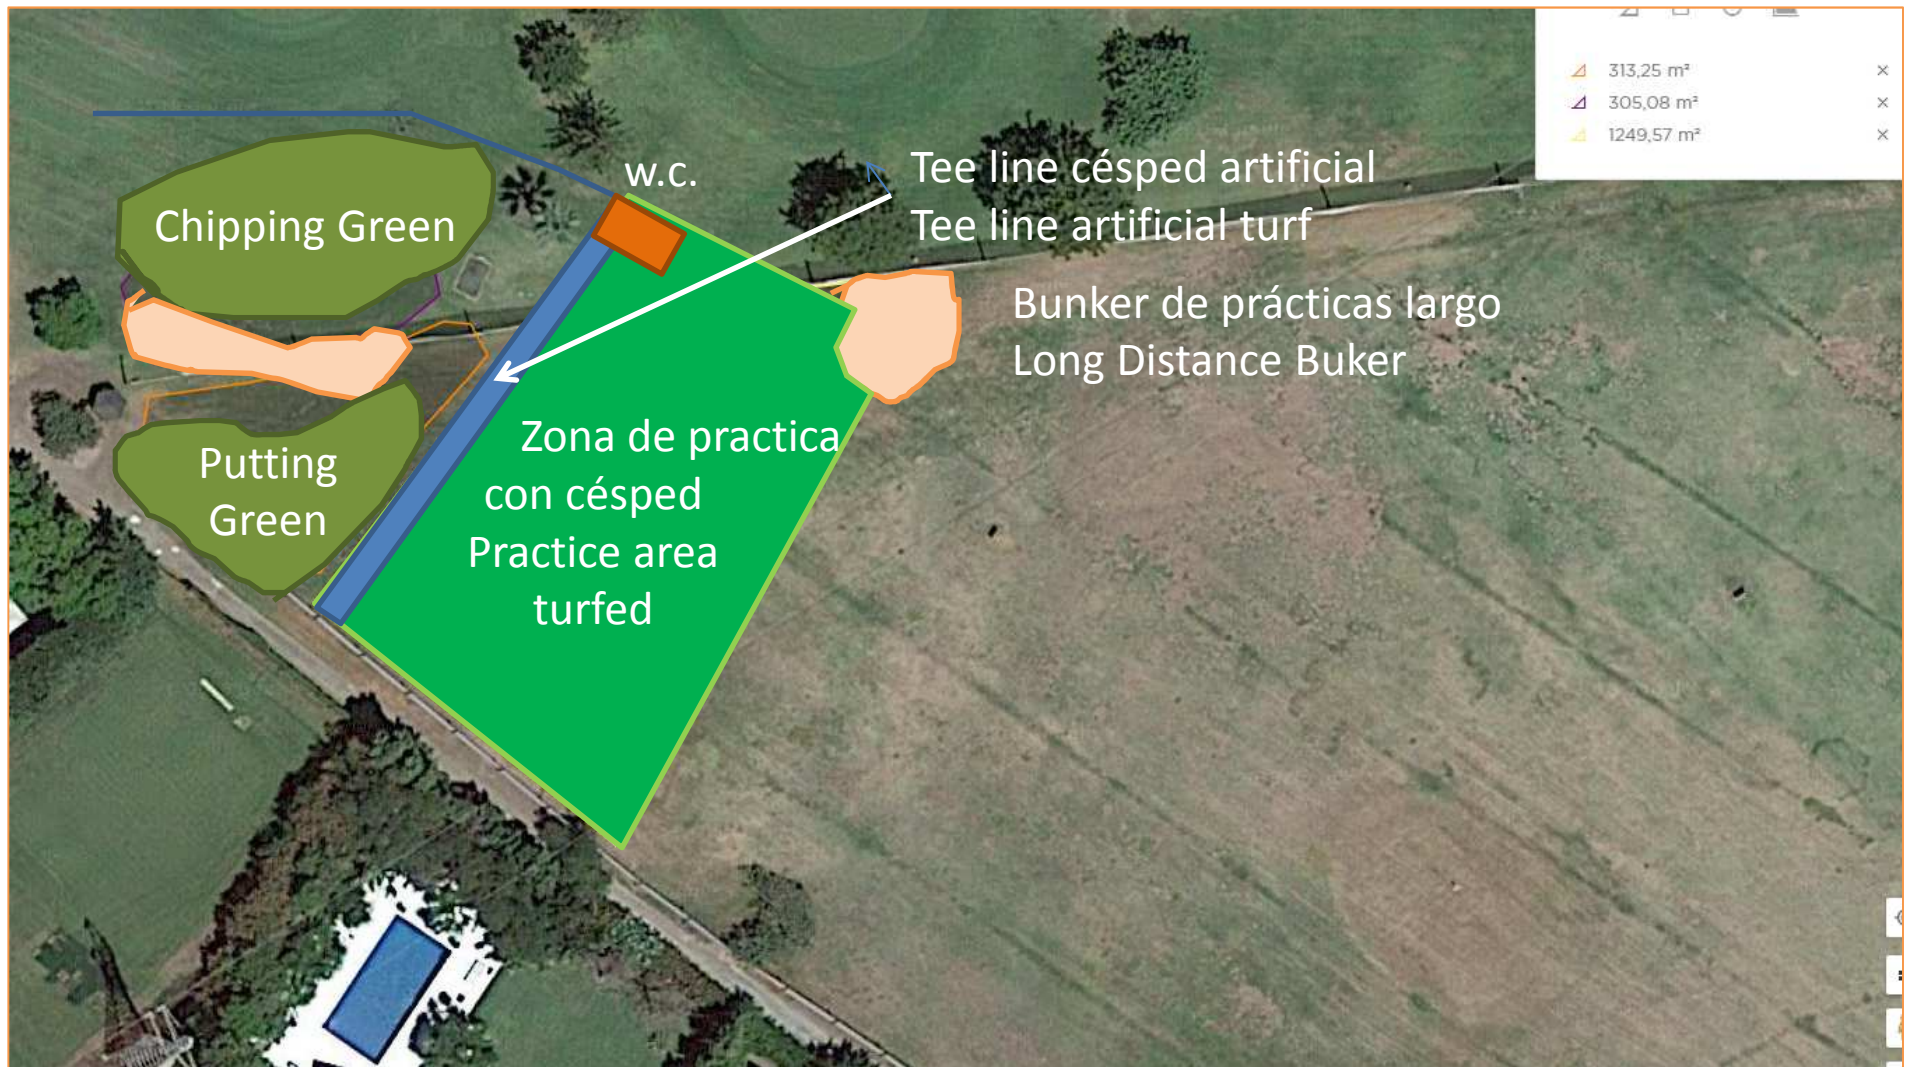 313,25 m²
305,08 m²
1249,57 m²
w.c.
Tee line césped artificial
Tee line artificial turf
Chipping Green
Bunker de prácticas largo
Long Distance Buker
Zona de practica
con césped
Practice area
turfed
Putting
Green